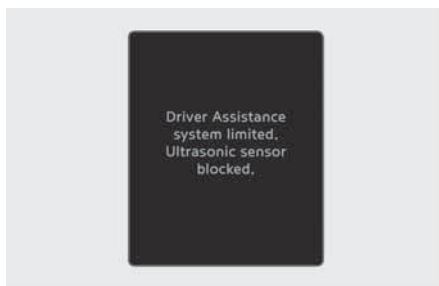 Driver Assistance
system limited.
Ultrasonic sensor
blocked.